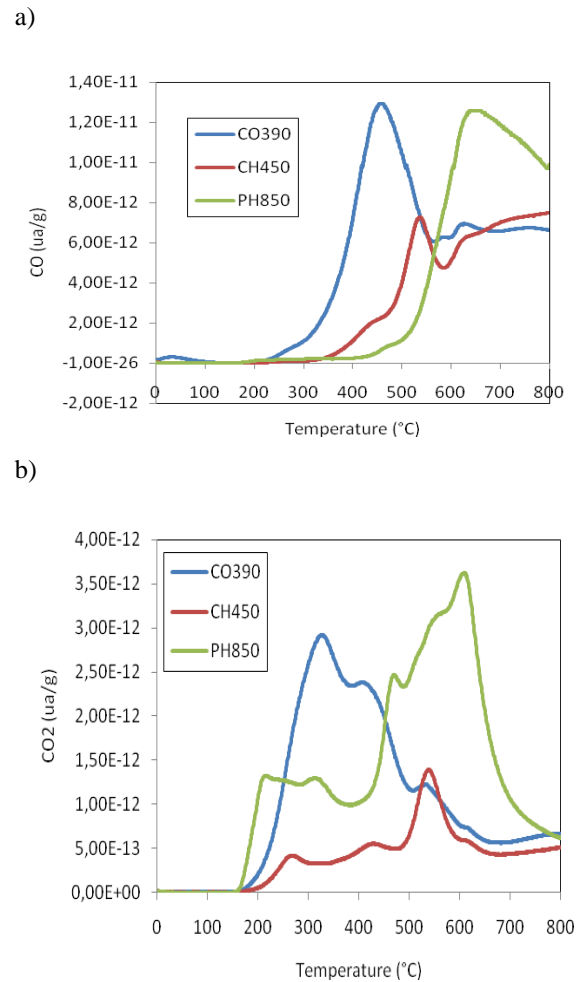 a)
1,40E-11
1,20E-11
1,00E-11
8,00E-12
6,00E-12
4,00E-12
2,00E-12
-1,00E-26
-2,00E-12
CO (ua/g)
CO390
CH450
PH850
0 100 200 300 400 500 600 700 800
Temperature (°C)
b)
4,00E-12
3,50E-12
3,00E-12
2,50E-12
2,00E-12
1,50E-12
1,00E-12
5,00E-13
0,00E+00
CO2 (ua/g)
CO390
CH450
PH850
0 100 200 300 400 500 600 700 800
Temperature (°C)